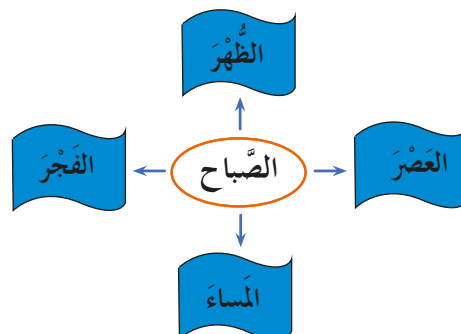 الظُّهْرَ
العَصْرَ
الصَّباح
الفَجْرَ
المَساءَ